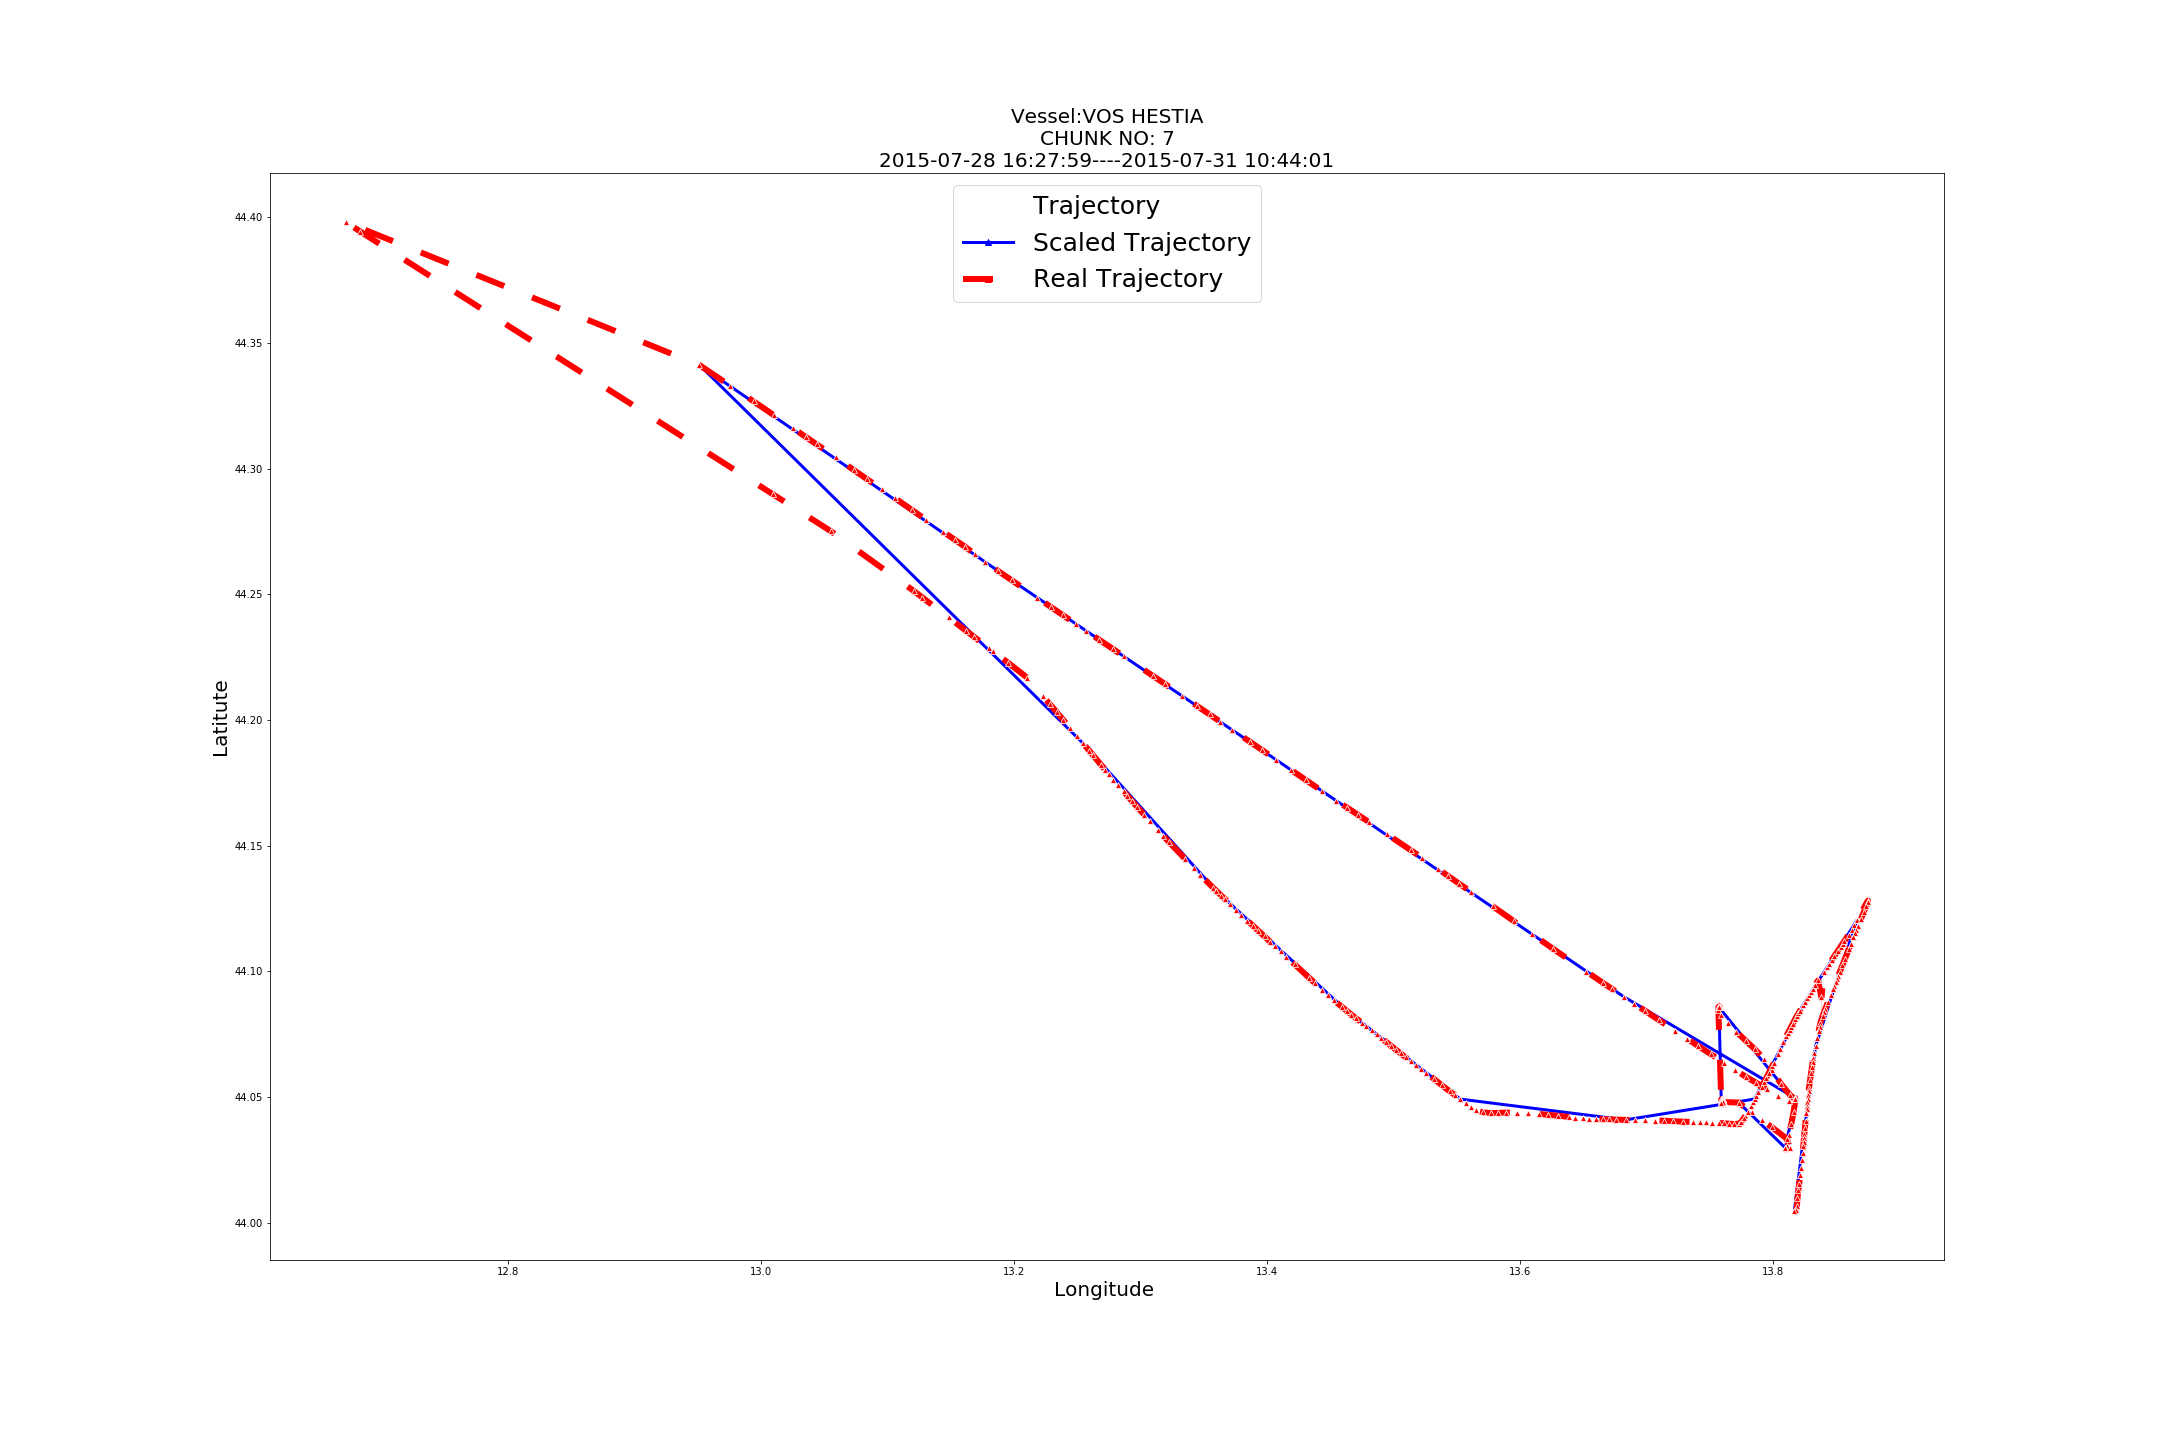 Vessel:VOS HESTIA
CHUNK NO: 7
2015-07-28 16:27:59----2015-07-31 10:44:01
Trajectory
Scaled Trajectory
Real Trajectory
44.40
44.35
44.30
44.25
44.20
44.15
44.10
44.05
44.00
Latitute
12.8 13.0 13.2 13.4 13.6 13.8
Longitude